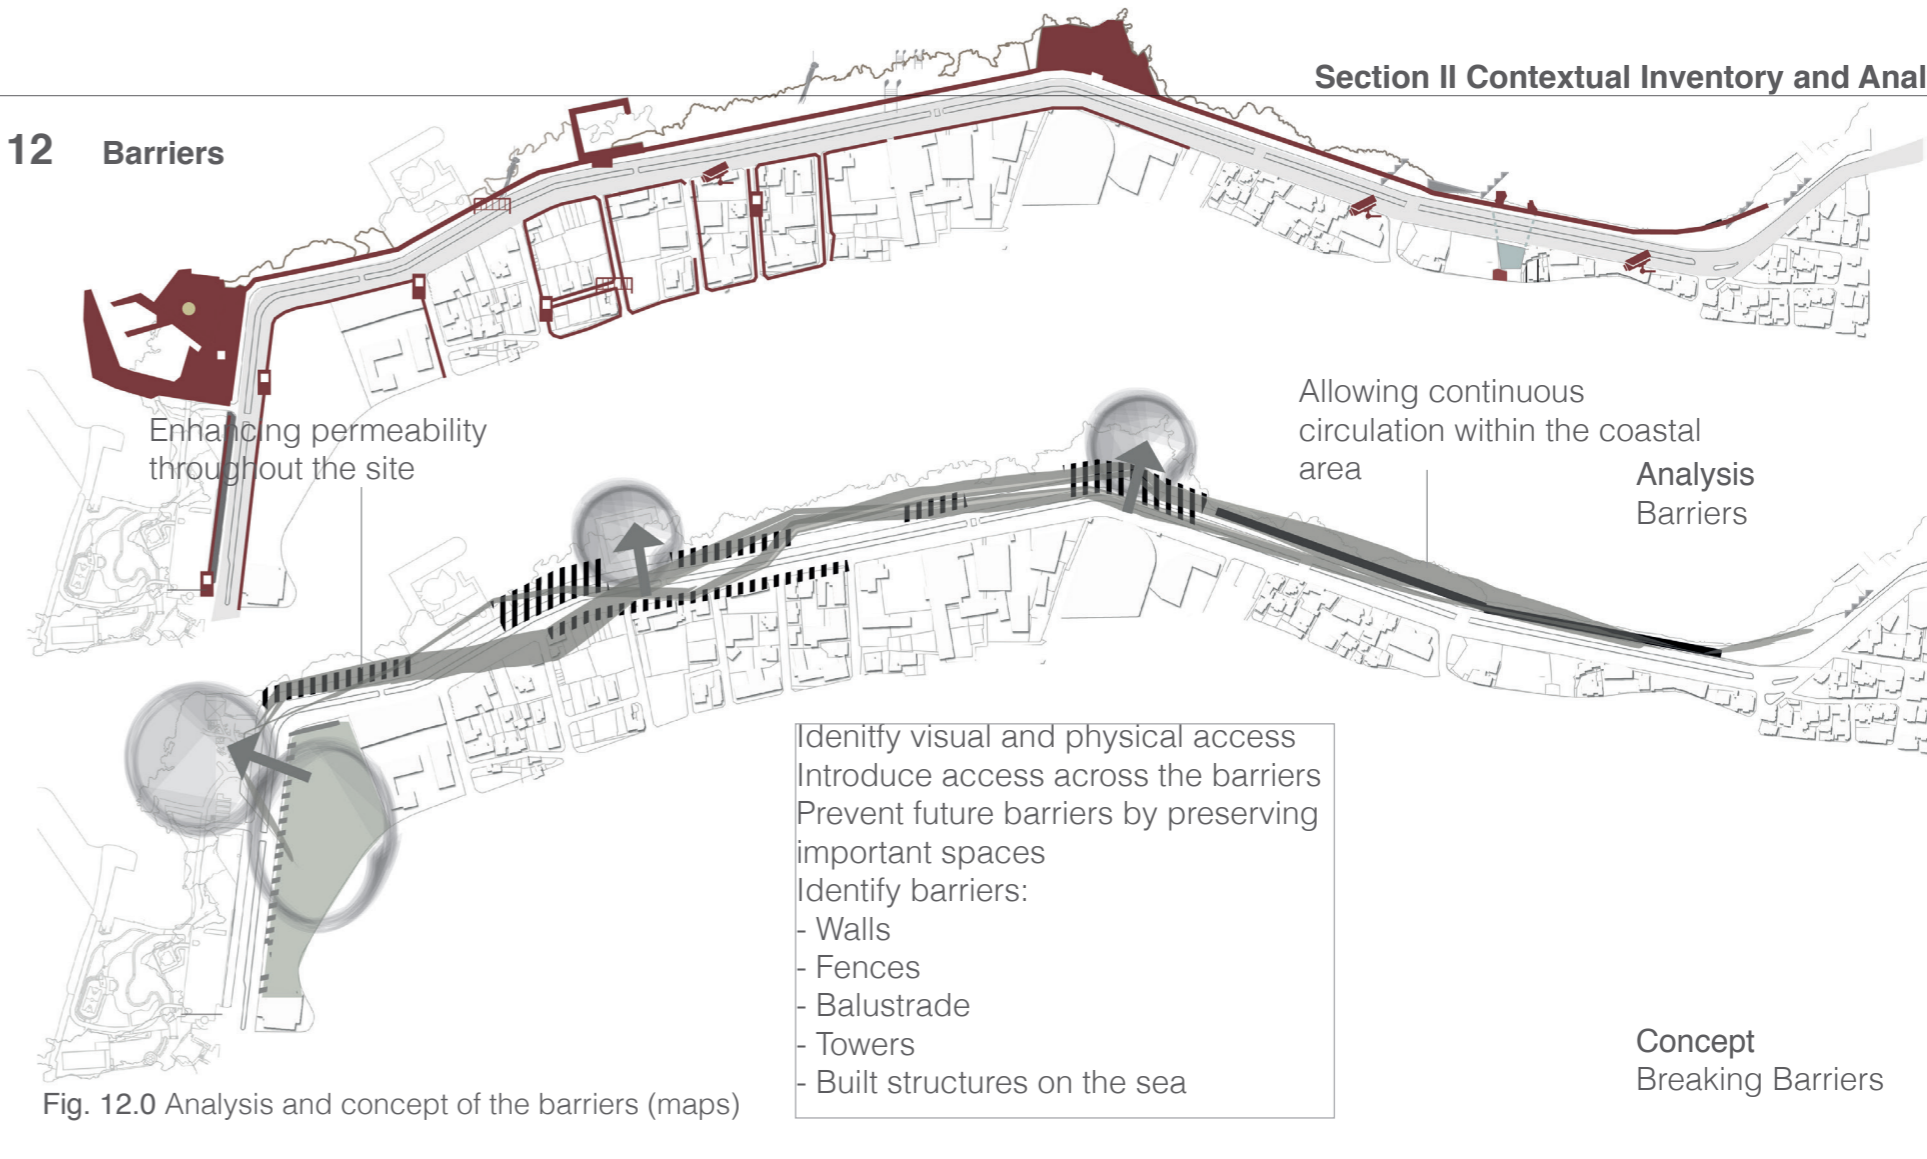 Section II Contextual Inventory and Anal
12 Barriers
Enhancing permeability
throughout the site
Allowing continuous
circulation within the coastal
area
Analysis
Barriers
Idenitfy visual and physical access
Introduce access across the barriers
Prevent future barriers by preserving
important spaces
Identify barriers:
- Walls
- Fences
- Balustrade
- Towers
- Built structures on the sea
Concept
Breaking Barriers
Fig. 12.0 Analysis and concept of the barriers (maps)